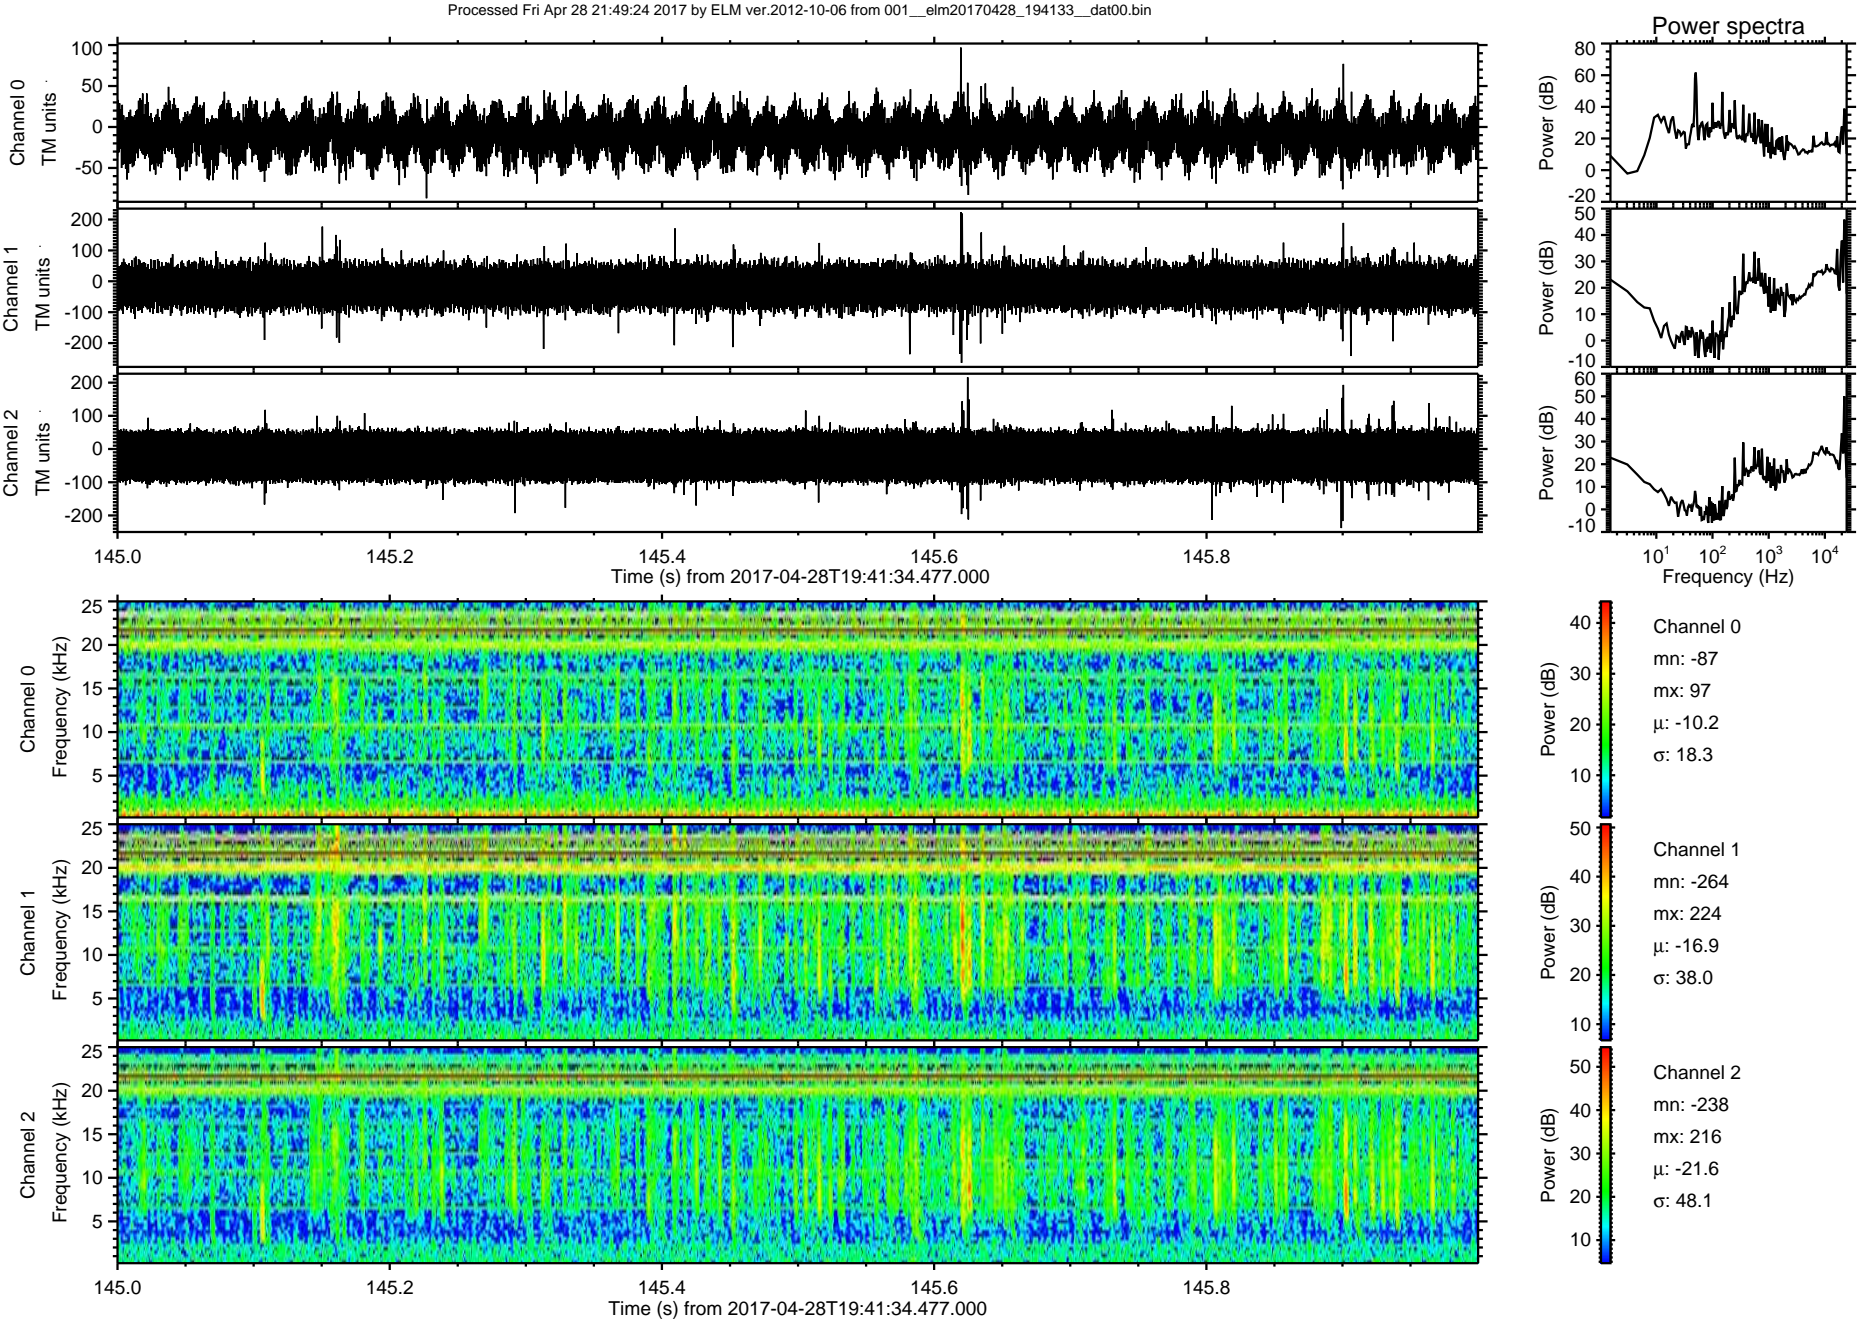 Processed Fri Apr 28 21:49:24 2017 by ELM ver.2012-10-06 from 001__elm20170428_194133__dat00.bin
Power spectra
Channel 0
TM units
100
50
0
-50
Power (dB)
80
60
40
20
0
-20
Channel 1
TM units
200
100
0
-100
-200
Power (dB)
50
40
30
20
10
0
-10
Channel 2
TM units
200
100
0
-100
-200
Power (dB)
60
50
40
30
20
10
0
-10
145.0 145.2 145.4 145.6 145.8
Time (s) from 2017-04-28T19:41:34.477.000
10^1 10^2 10^3 10^4
Frequency (Hz)
Channel 0
Frequency (kHz)
25
20
15
10
5
Power (dB)
40
30
20
10
Channel 0
mn: -87
mx: 97
μ: -10.2
σ: 18.3
Channel 1
Frequency (kHz)
25
20
15
10
5
Power (dB)
50
40
30
20
10
Channel 1
mn: -264
mx: 224
μ: -16.9
σ: 38.0
Channel 2
Frequency (kHz)
25
20
15
10
5
Power (dB)
50
40
30
20
10
Channel 2
mn: -238
mx: 216
μ: -21.6
σ: 48.1
145.0 145.2 145.4 145.6 145.8
Time (s) from 2017-04-28T19:41:34.477.000